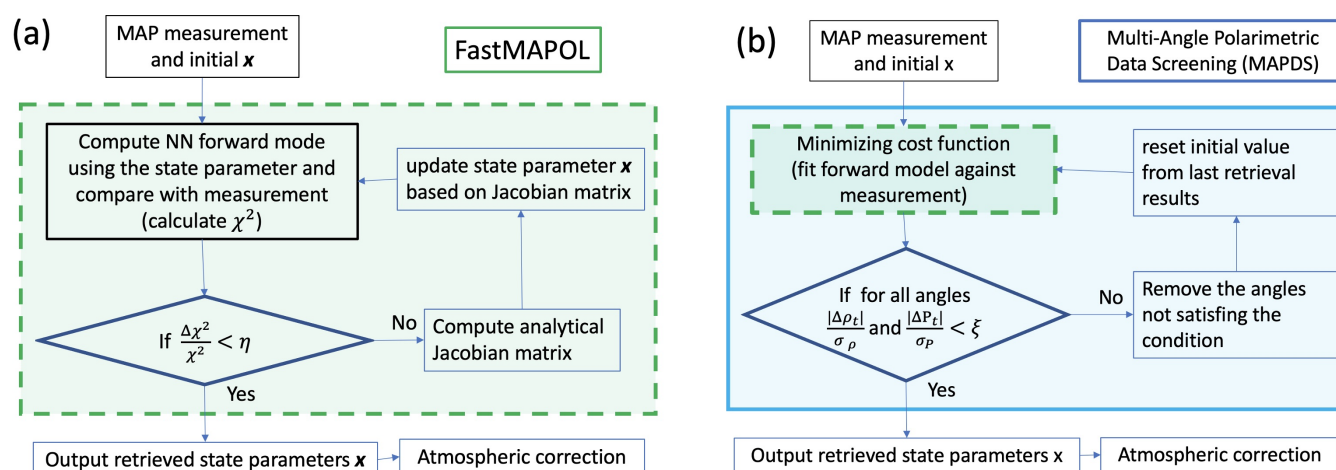 (a)
MAP measurement
and initial x
FastMAPOL
Compute NN forward mode
using the state parameter and
compare with measurement
(calculate χ²)
update state parameter x
based on Jacobian matrix
If Δχ²/χ² < η
No
Compute analytical
Jacobian matrix
Yes
Output retrieved state parameters x
Atmospheric correction
(b)
MAP measurement
and initial x
Multi-Angle Polarimetric
Data Screening (MAPDS)
Minimizing cost function
(fit forward model against
measurement)
reset initial value
from last retrieval
results
If for all angles
|Δρₜ|/σ ρ and |ΔPₜ|/σP < ξ
No
Remove the angles
not satisfying the
condition
Yes
Output retrieved state parameters x
Atmospheric correction